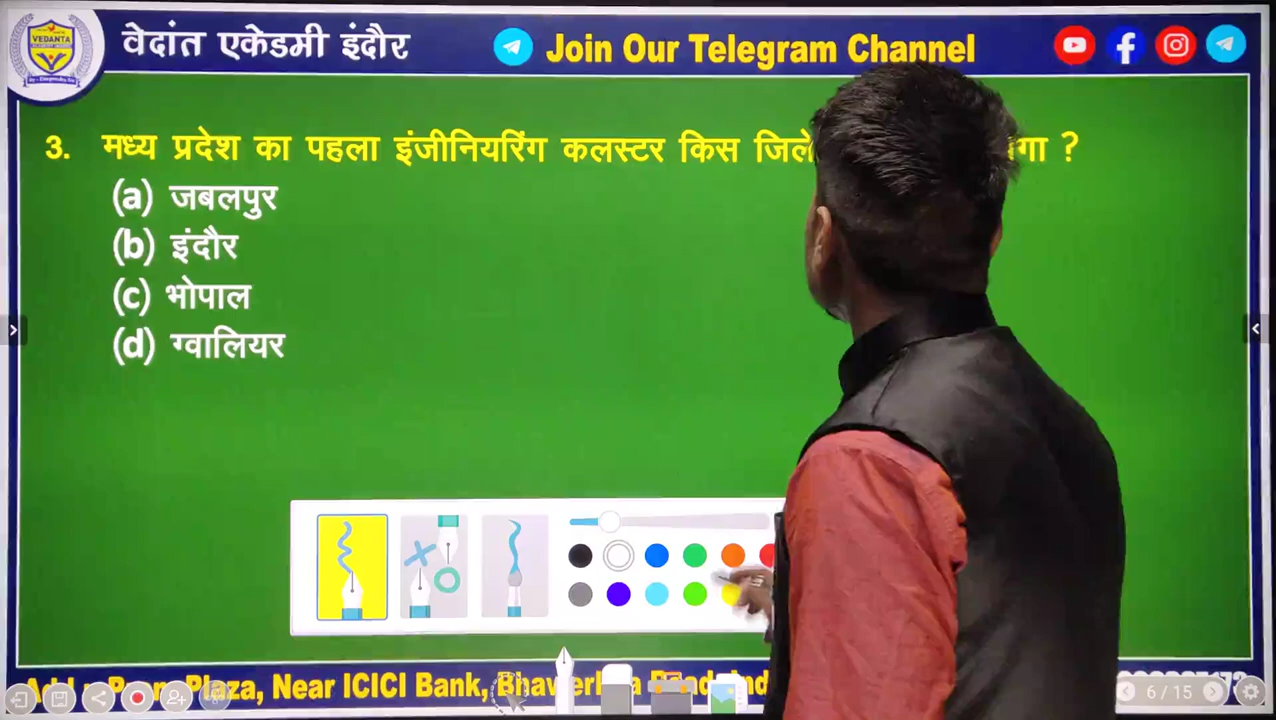 VEDANTA
वेदांत एकेडमी इंदौर
Join Our Telegram Channel
3. मध्य प्रदेश का पहला इंजीनियरिंग कलस्टर किस जिले ?
(a) जबलपुर
(b) इंदौर
(c) भोपाल
(d) ग्वालियर
Plaza, Near ICICI Bank,
6 / 15